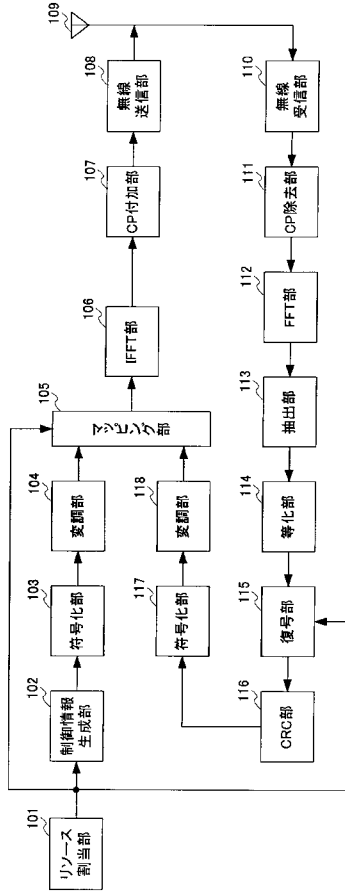 101
リソース
割当部
102
制御情報
生成部
103
符号化部
104
変調部
105
マッピング部
106
IFFT部
107
CP付加部
108
無線
送信部
109
110
無線
受信部
111
CP除去部
112
FFT部
113
抽出部
114
等化部
115
復号部
116
CRC部
117
符号化部
118
変調部